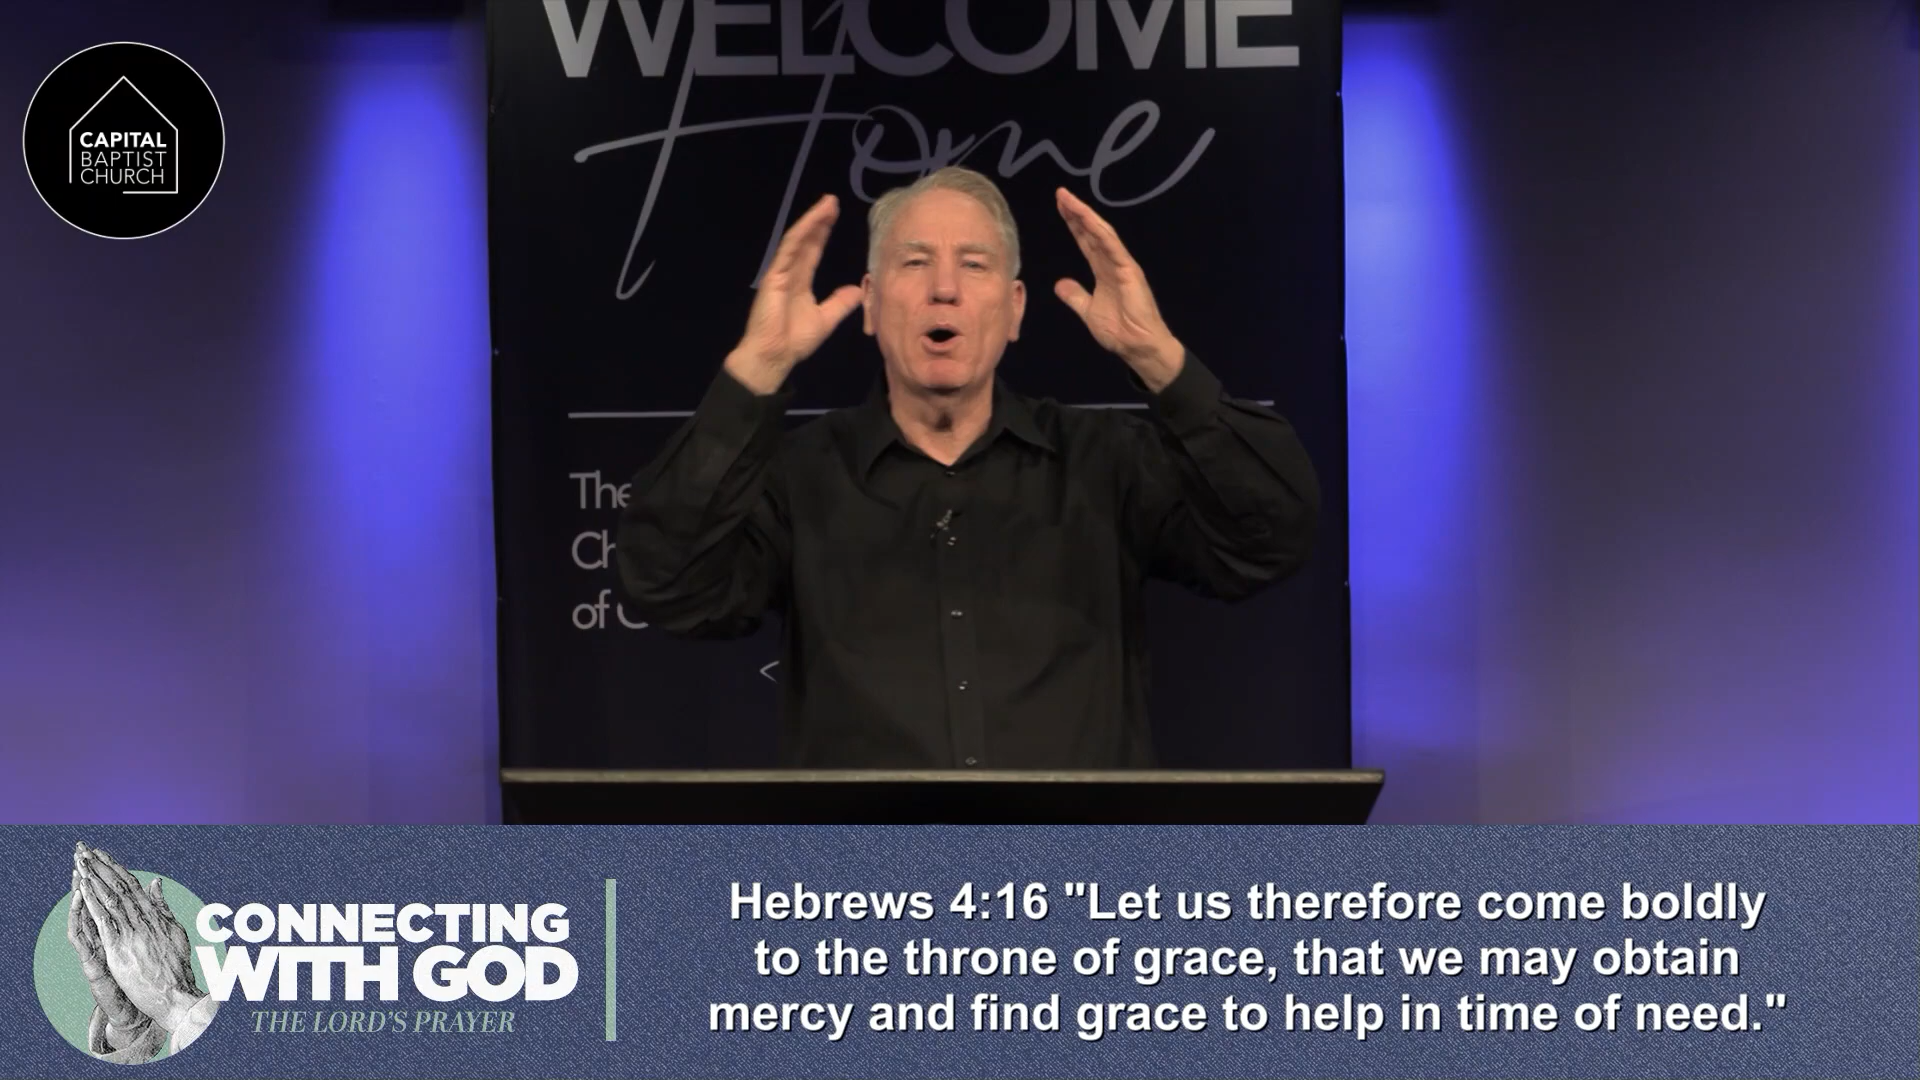 WELCOME
Home
CAPITAL
BAPTIST
CHURCH
The
of
CONNECTING
WITH GOD
THE LORD'S PRAYER
Hebrews 4:16 "Let us therefore come boldly
to the throne of grace, that we may obtain
mercy and find grace to help in time of need."